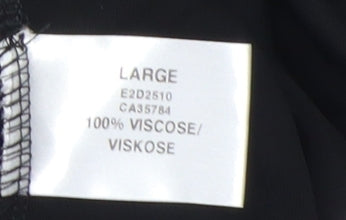 LARGE
E2D2510
CA35784
100% VISCOSE/
VISKOSE